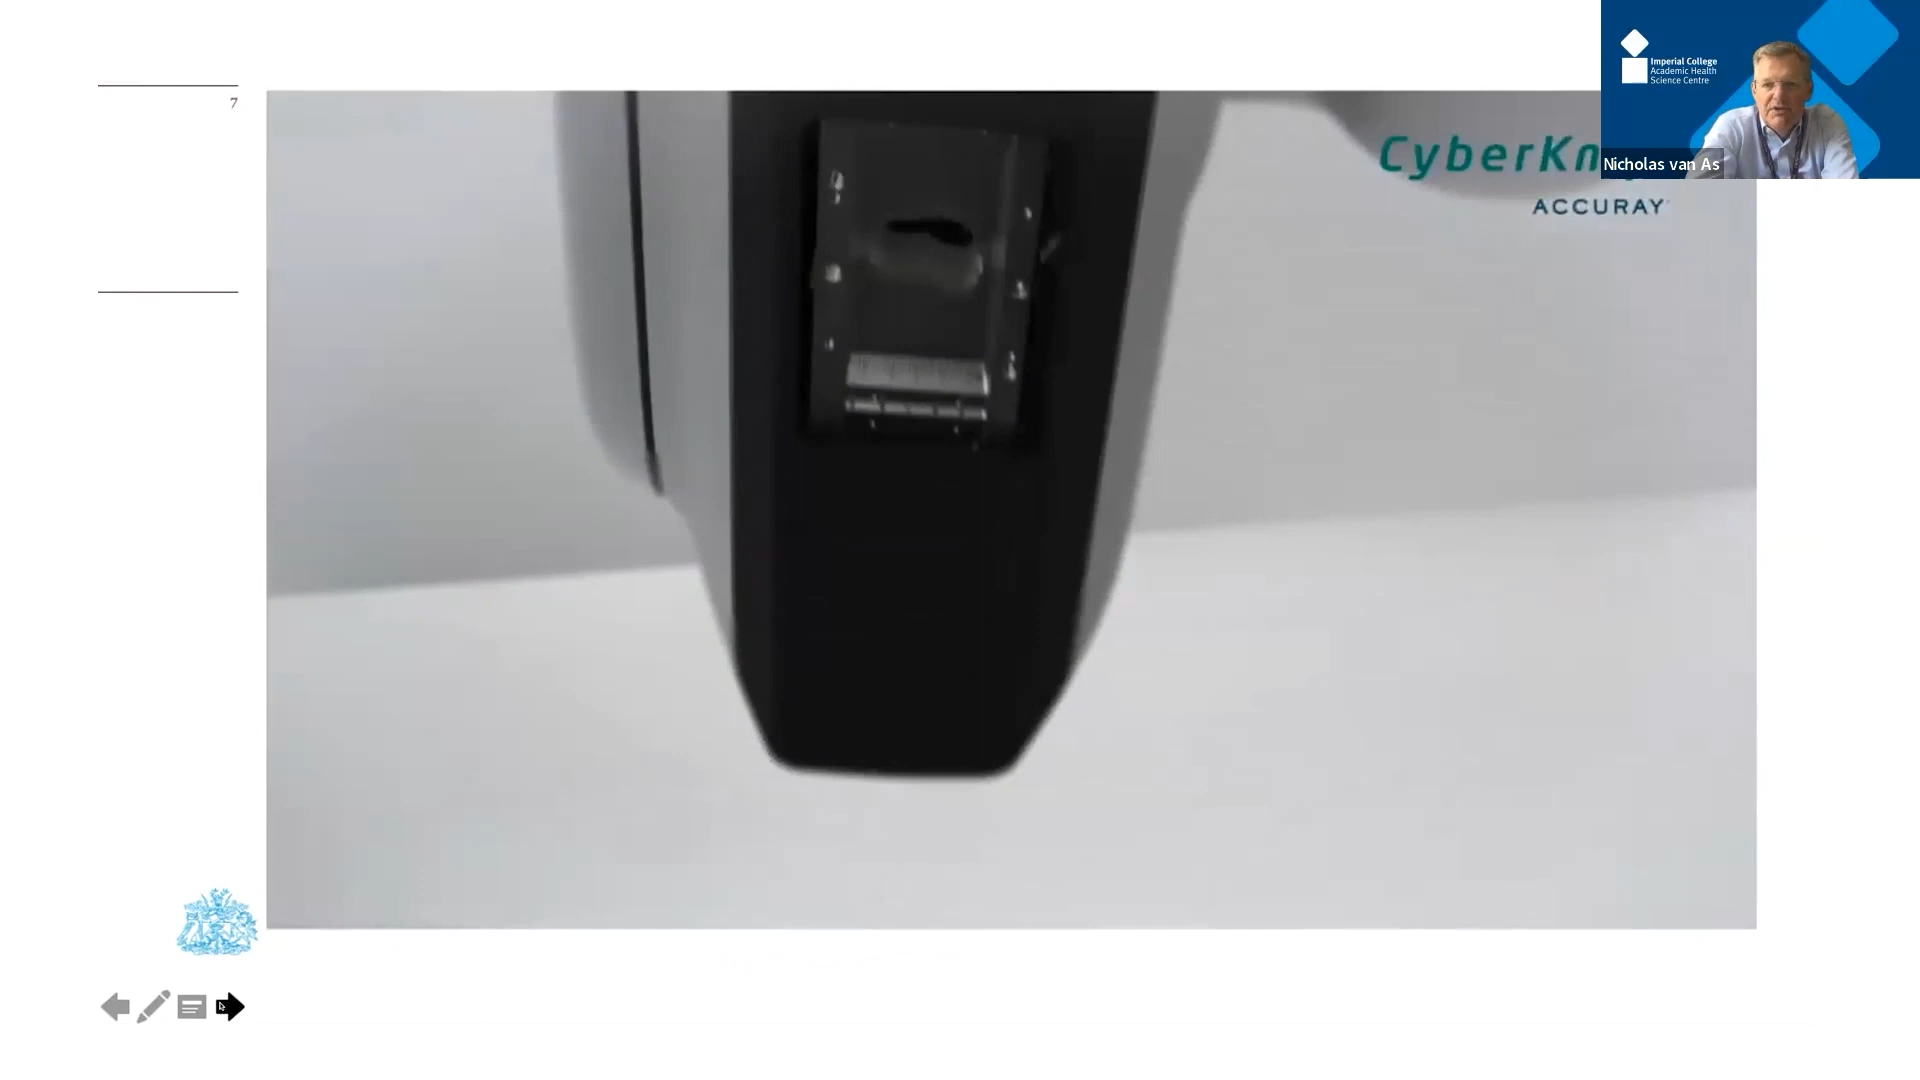 7
CyberKn
ACCURAY
Imperial College
Academic Health
Science Centre
Nicholas van As